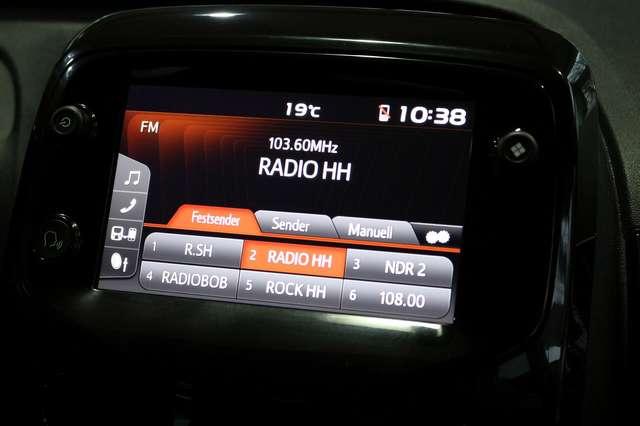 19°C 10:38
FM
103.60MHz
RADIO HH
Festsender Sender Manuell
1 R.SH 2 RADIO HH 3 NDR 2
4 RADIOBOB 5 ROCK HH 6 108.00